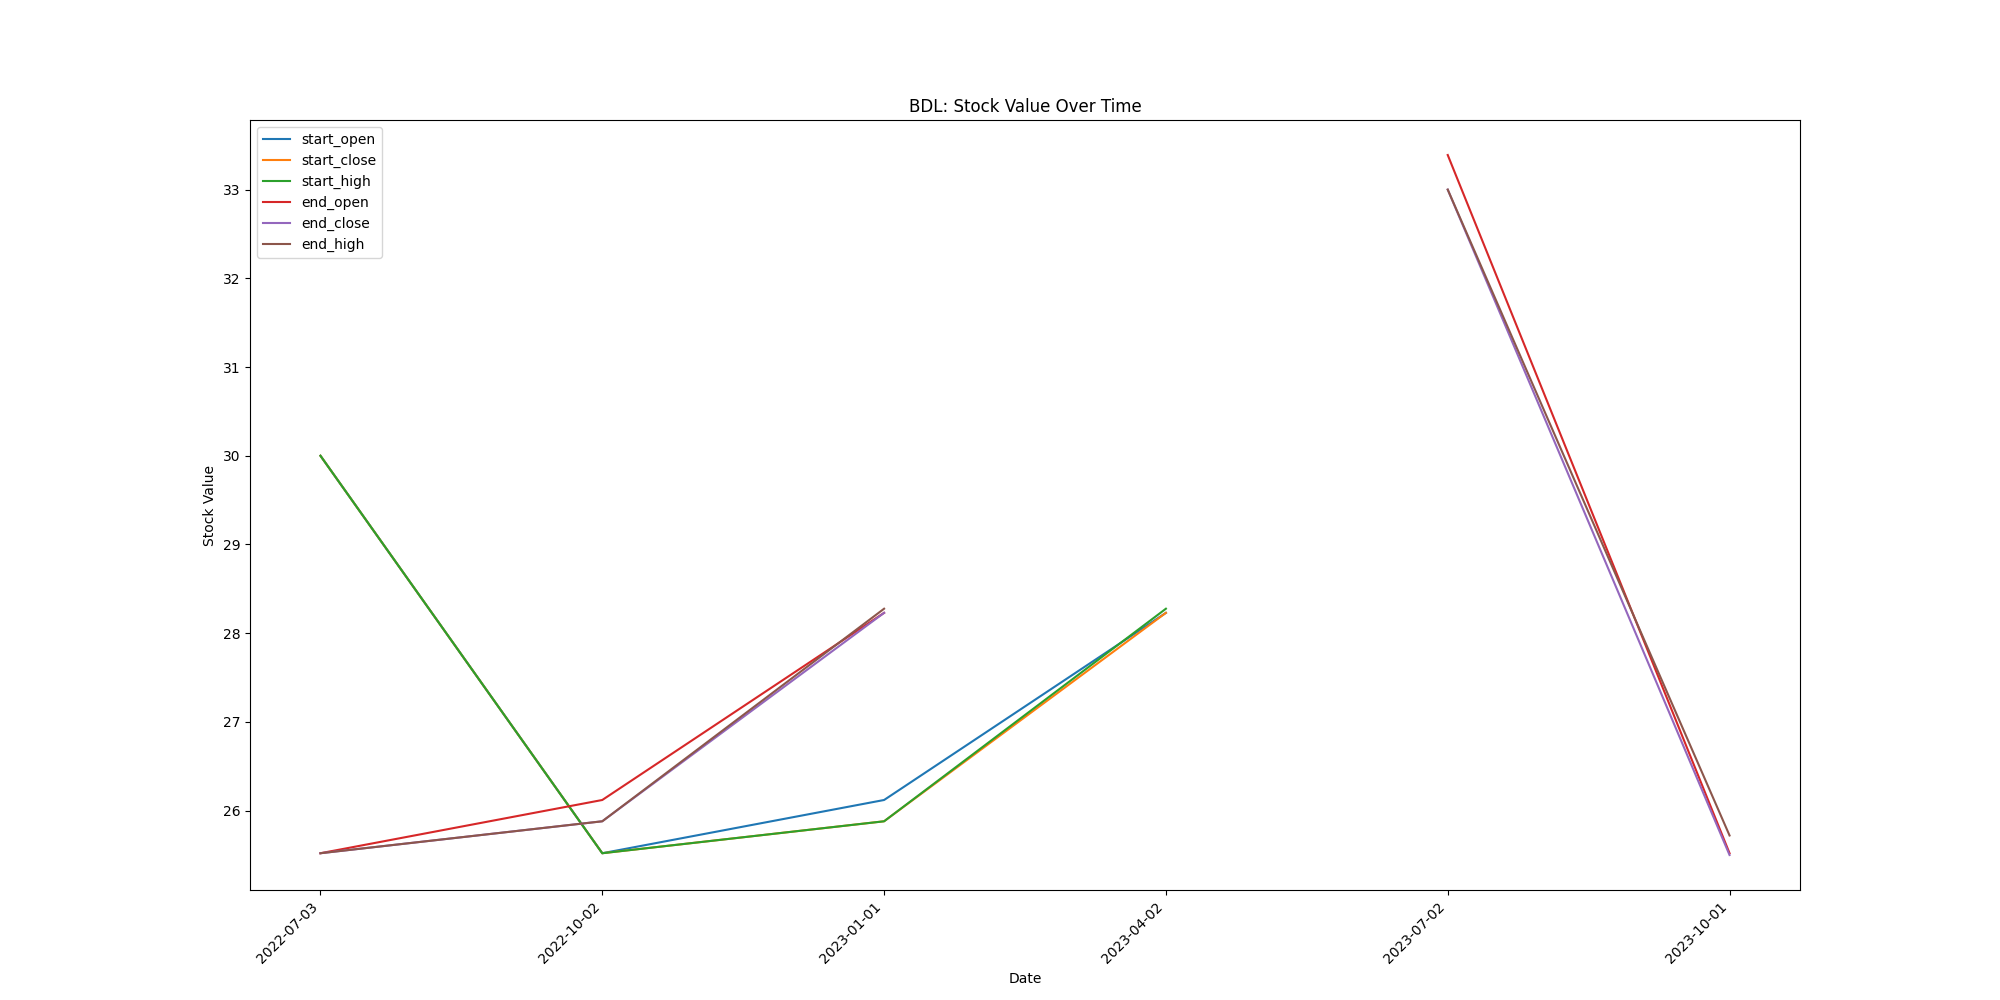 BDL: Stock Value Over Time
start_open
start_close
start_high
end_open
end_close
end_high
33
32
31
30
29
28
27
26
Stock Value
2022-07-03
2022-10-02
2023-01-01
2023-04-02
2023-07-02
2023-10-01
Date